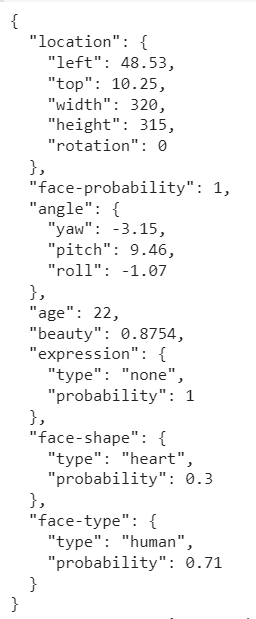 {
  "location": {
    "left": 48.53,
    "top": 10.25,
    "width": 320,
    "height": 315,
    "rotation": 0
  },
  "face-probability": 1,
  "angle": {
    "yaw": -3.15,
    "pitch": 9.46,
    "roll": -1.07
  },
  "age": 22,
  "beauty": 0.8754,
  "expression": {
    "type": "none",
    "probability": 1
  },
  "face-shape": {
    "type": "heart",
    "probability": 0.3
  },
  "face-type": {
    "type": "human",
    "probability": 0.71
  }
}